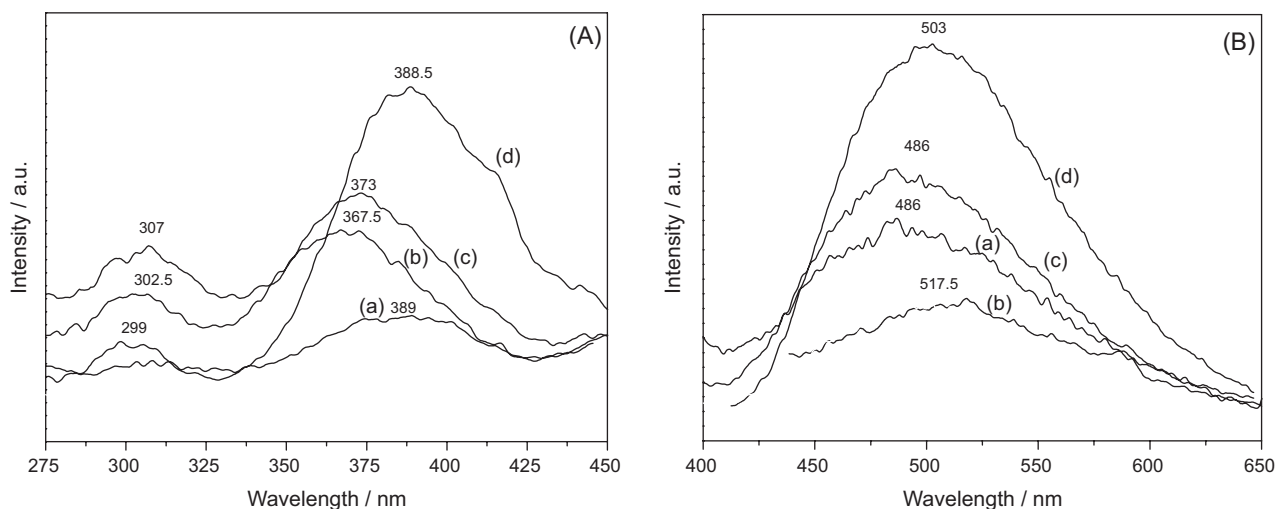 (A)
388.5
(d)
373
307
367.5
(b)
(c)
302.5
(a)
389
299
Intensity / a.u.
275 300 325 350 375 400 425 450
Wavelength / nm
(B)
503
486
(d)
486
(a)
(c)
517.5
(b)
Intensity / a.u.
400 450 500 550 600 650
Wavelength / nm